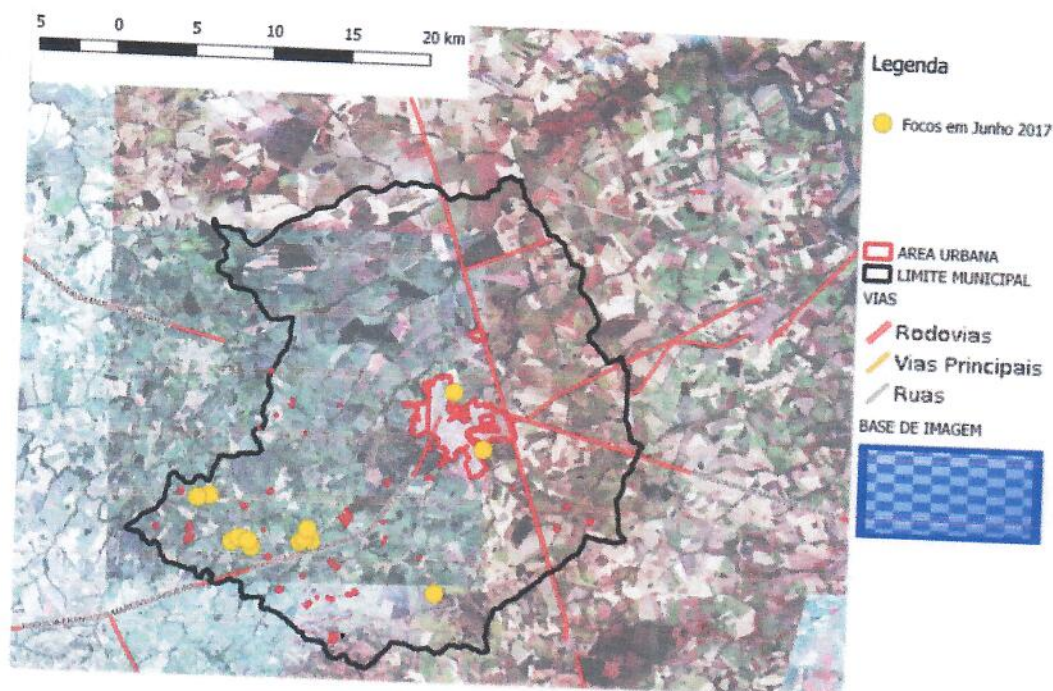 5 0 5 10 15 20 km
Legenda
Focos em Junho 2017
AREA URBANA
LIMITE MUNICIPAL
VIAS
Rodovias
Vias Principais
Ruas
BASE DE IMAGEM